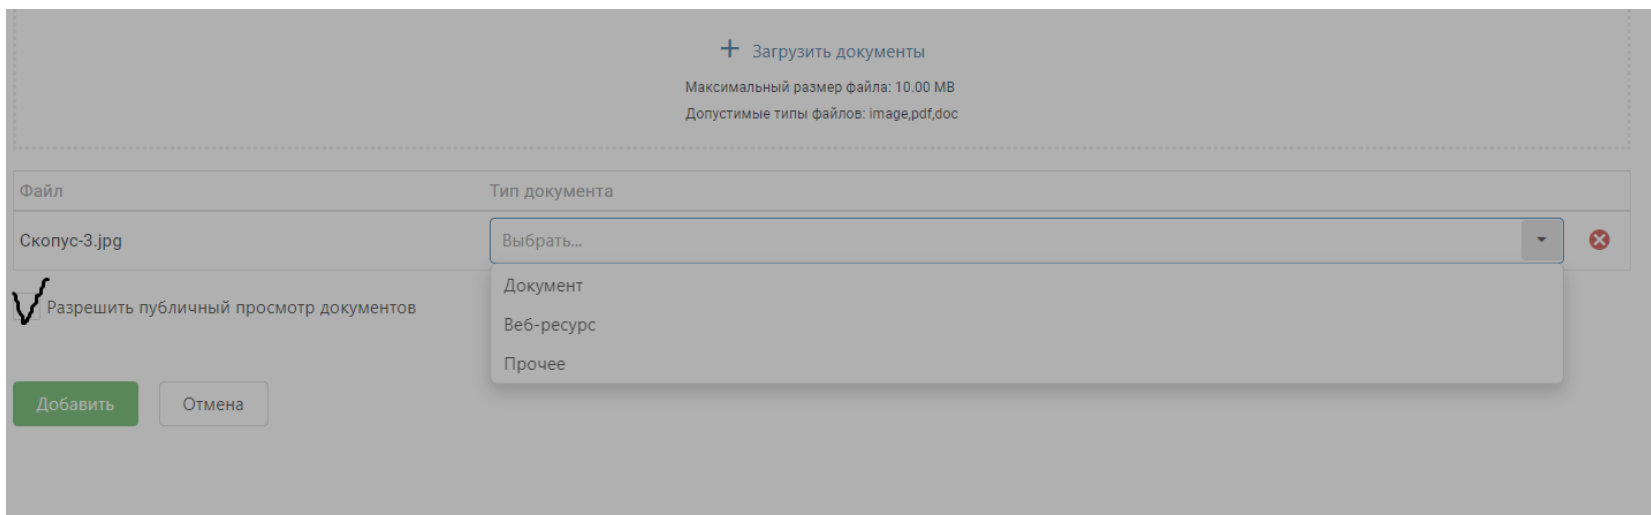 + Загрузить документы
Максимальный размер файла: 10.00 MB
Допустимые типы файлов: image,pdf,doc
Файл Тип документа
Скопус-3.jpg Выбрать...
Документ
Разрешить публичный просмотр документов
Веб-ресурс
Прочее
Добавить Отмена